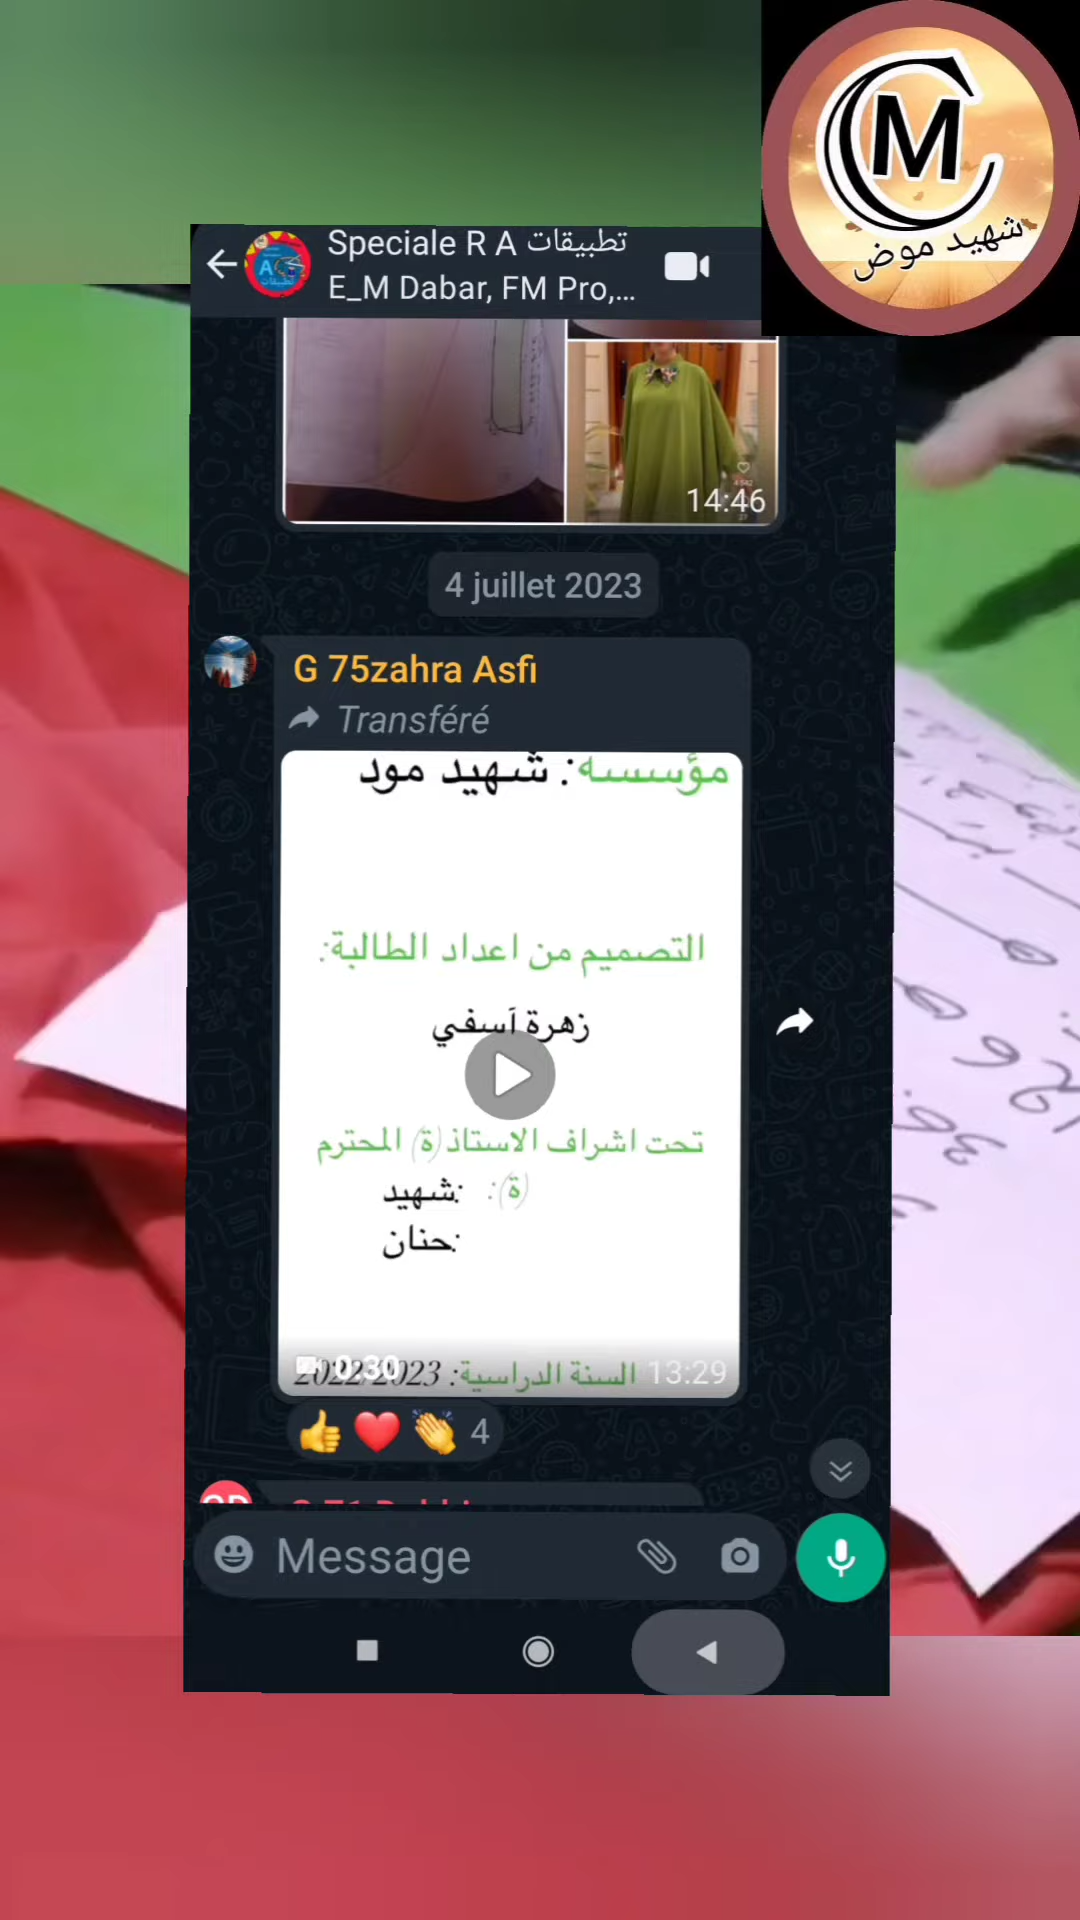 M
شهيد موض
Speciale R A تطبيقات
E_M Dabar, FM Pro,...
14:46
4 juillet 2023
G 75zahra Asfi
Transféré
مؤسسه: شهيد مود
التصميم من اعداد الطالبة:
زهرة آسفي
تحت اشراف الاستاذ(ة) المحترم
(ة): :شهيد
:حنان
السنة الدراسية: 2022/2023
0:30
13:29
4
Message